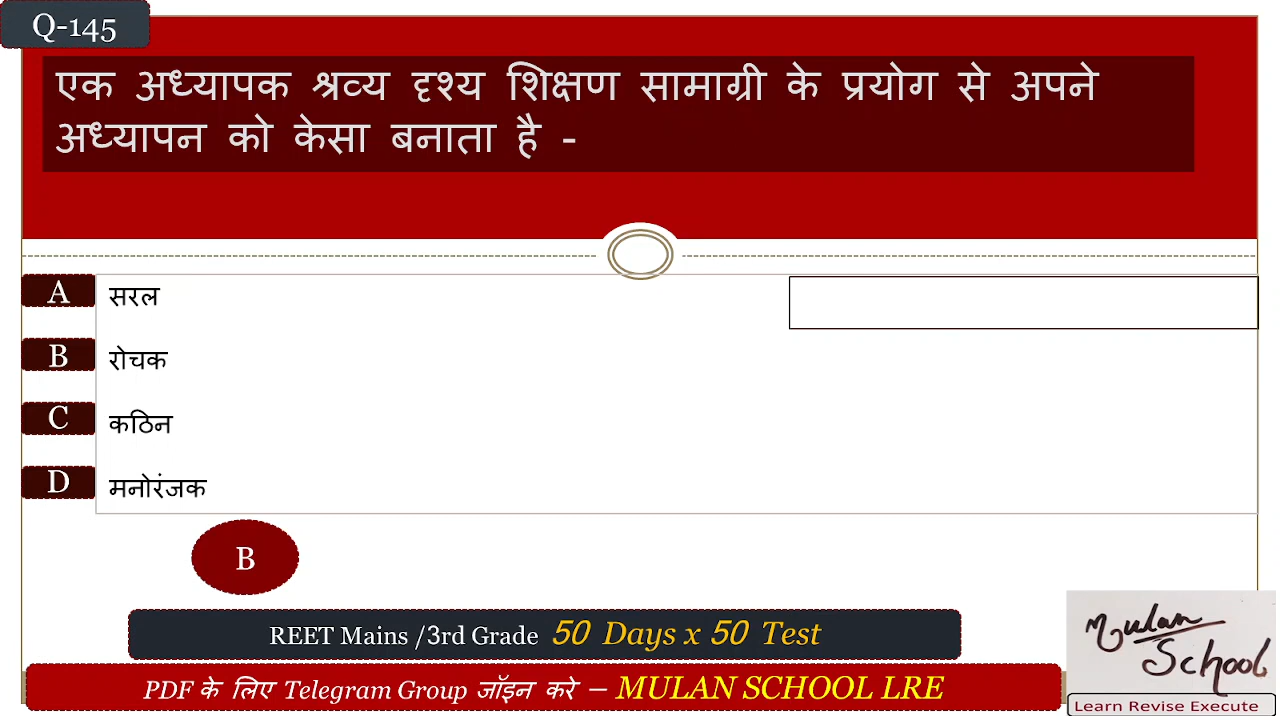 Q-145
एक अध्यापक श्रव्य दृश्य शिक्षण सामाग्री के प्रयोग से अपने
अध्यापन को केसा बनाता है -
A सरल
B रोचक
C कठिन
D मनोरंजक
B
REET Mains /3rd Grade 50 Days x 50 Test
PDF के लिए Telegram Group जॉइन करे – MULAN SCHOOL LRE
Mulan
School
Learn Revise Execute